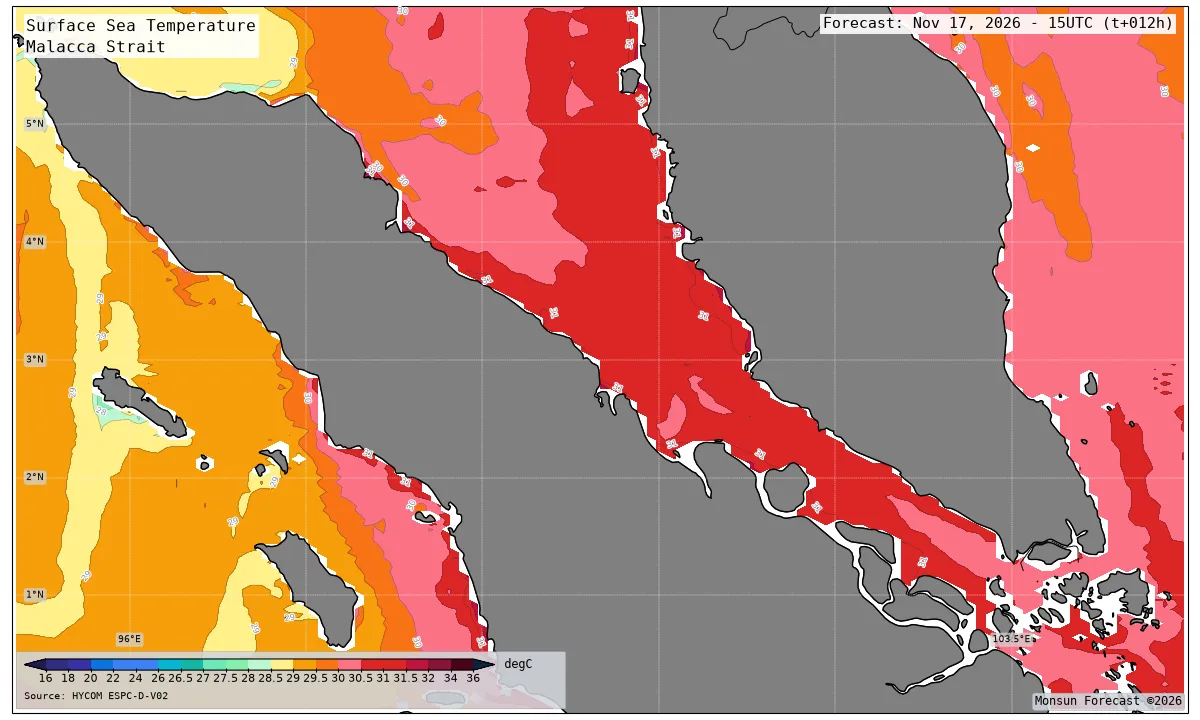 Surface Sea Temperature
Malacca Strait
Forecast: Nov 17, 2026 - 15UTC (t+012h)
5°N
4°N
3°N
2°N
1°N
96°E
103.5°E
degC
16 18 20 22 24 26 26.5 27 27.5 28 28.5 29 29.5 30 30.5 31 31.5 32 34 36
Source: HYCOM ESPC-D-V02
Monsun Forecast ©2026